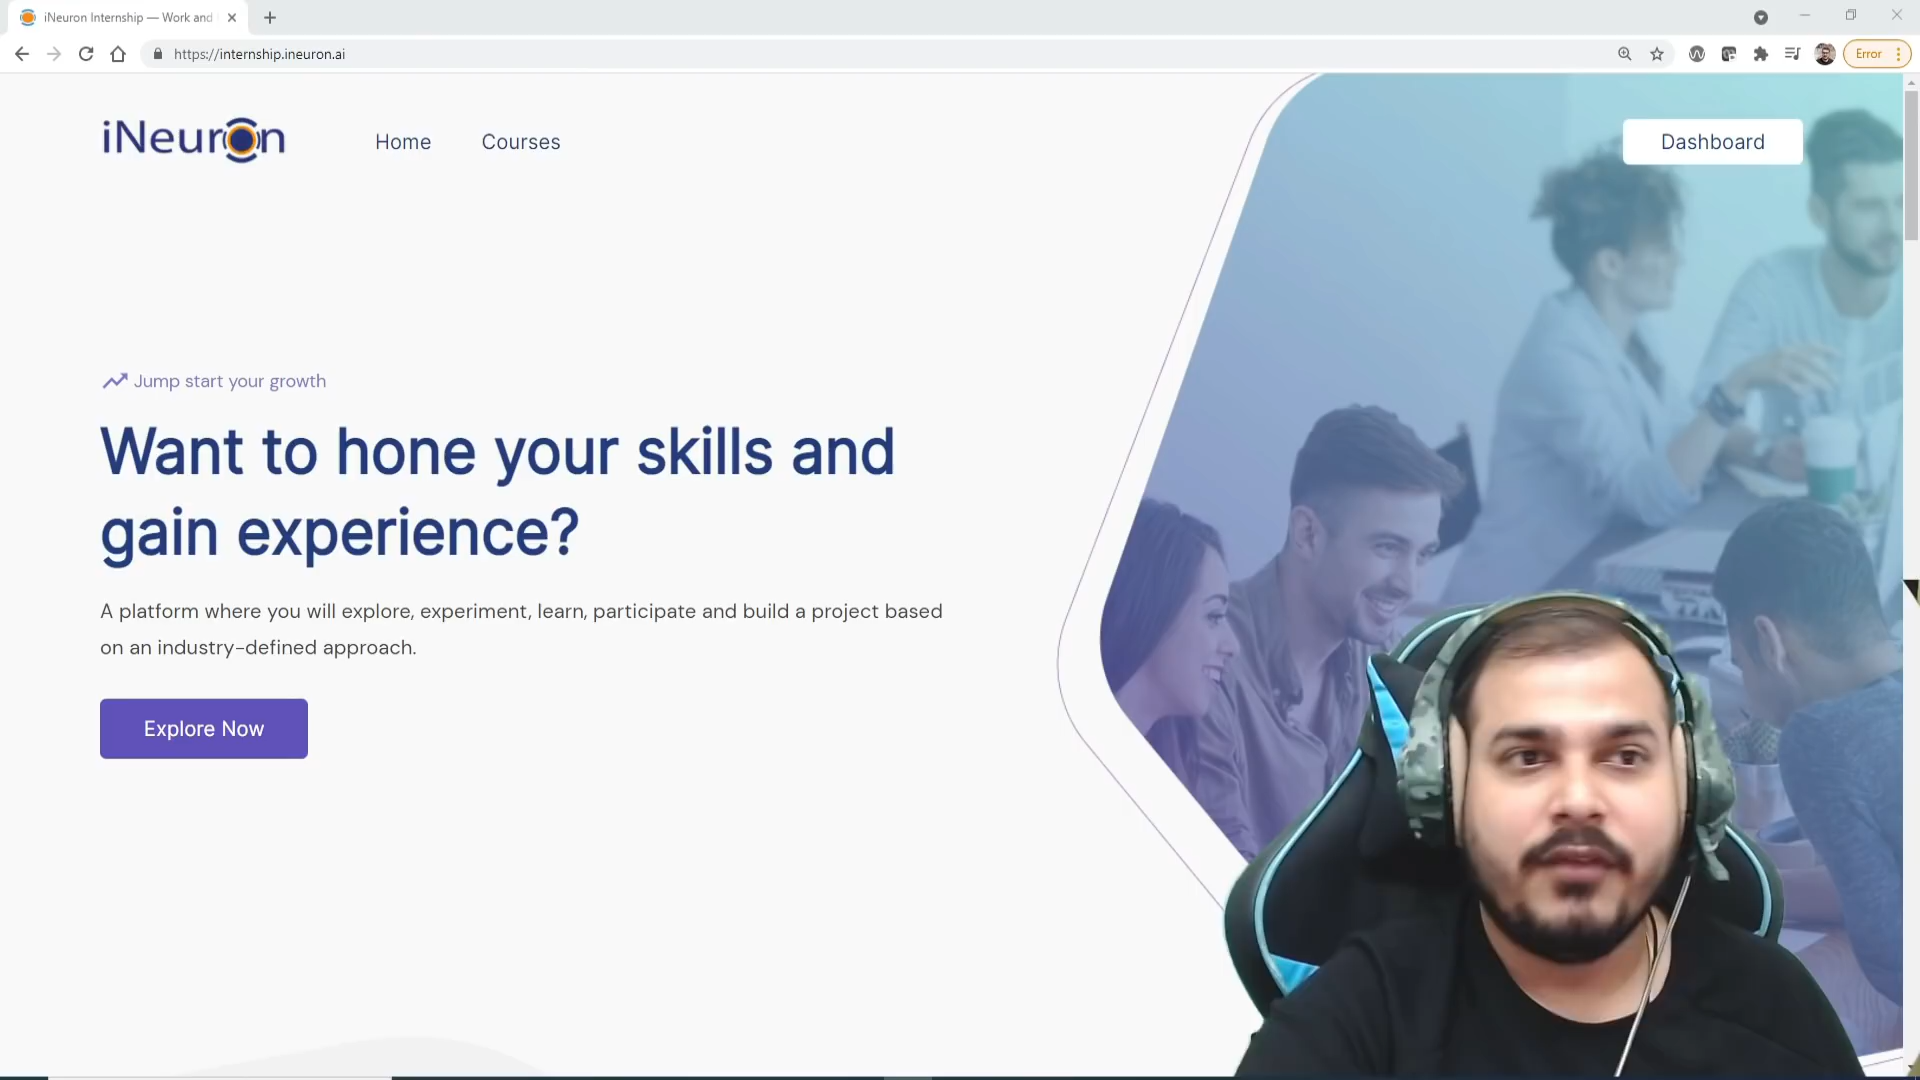 iNeuron Internship — Work and
https://internship.ineuron.ai
Error
iNeuron
Home
Courses
Dashboard
Jump start your growth
Want to hone your skills and
gain experience?
A platform where you will explore, experiment, learn, participate and build a project based
on an industry-defined approach.
Explore Now